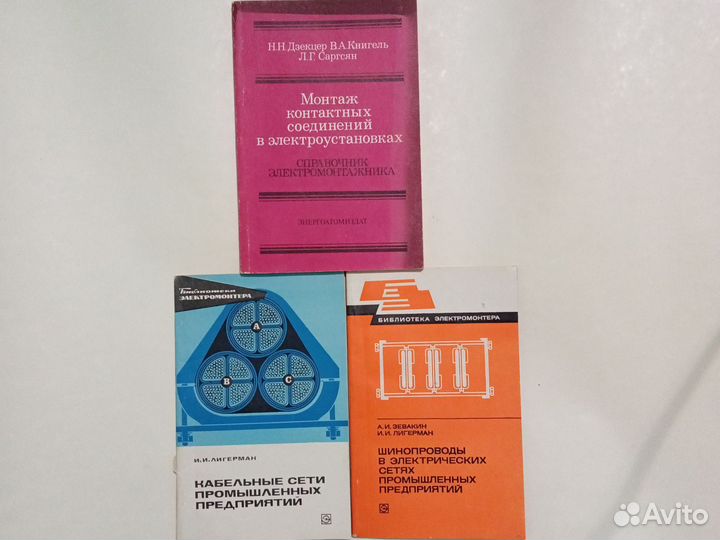 Н.Н. Дзекцер В.А. Книгель
Л.Г. Саргсян
Монтаж
контактных
соединений
в электроустановках
СПРАВОЧНИК
ЭЛЕКТРОМОНТАЖНИКА
ЭНЕРГОАТОМИЗДАТ
Библиотека
ЭЛЕКТРОМОНТЕРА
A
B
C
И.И. ЛИГЕРМАН
КАБЕЛЬНЫЕ СЕТИ
ПРОМЫШЛЕННЫХ
ПРЕДПРИЯТИЙ
БИБЛИОТЕКА ЭЛЕКТРОМОНТЕРА
А.И. ЗЕВАКИН
И.И. ЛИГЕРМАН
ШИНОПРОВОДЫ
В ЭЛЕКТРИЧЕСКИХ
СЕТЯХ
ПРОМЫШЛЕННЫХ
ПРЕДПРИЯТИЙ
Avito